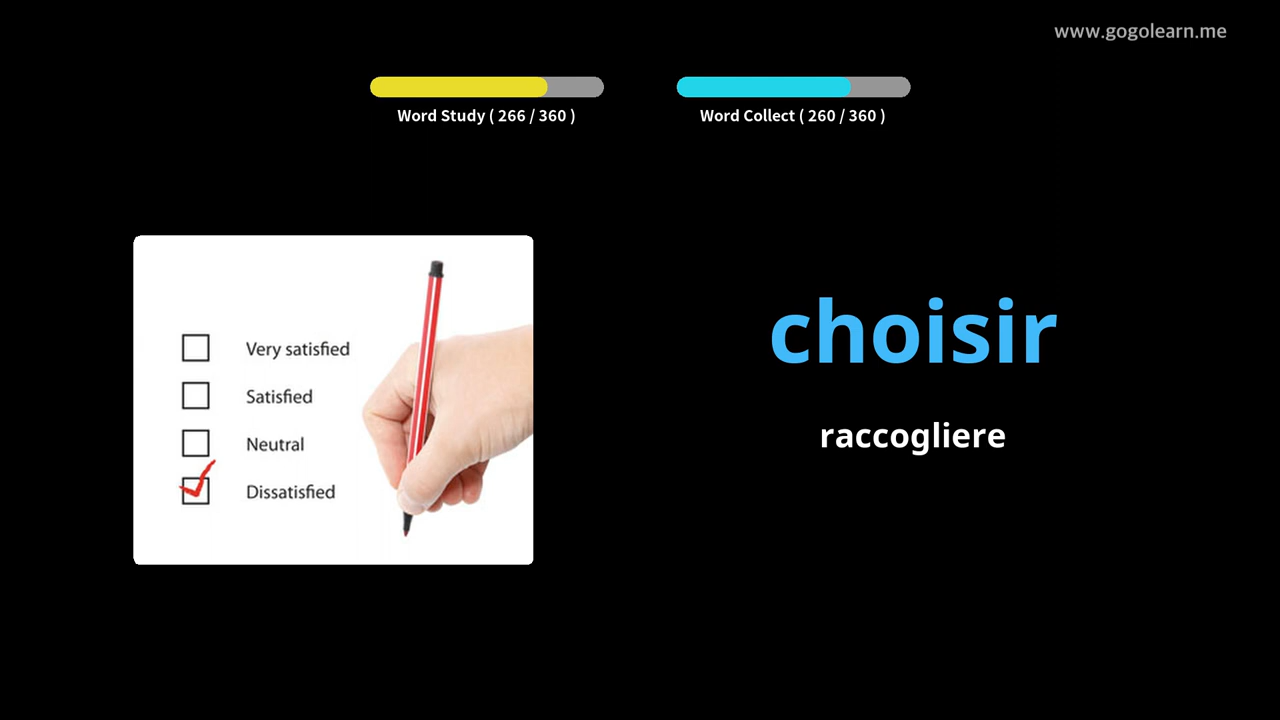 www.gogolearn.me
Word Study ( 266 / 360 )
Word Collect ( 260 / 360 )
Very satisfied
Satisfied
Neutral
Dissatisfied
choisir
raccogliere